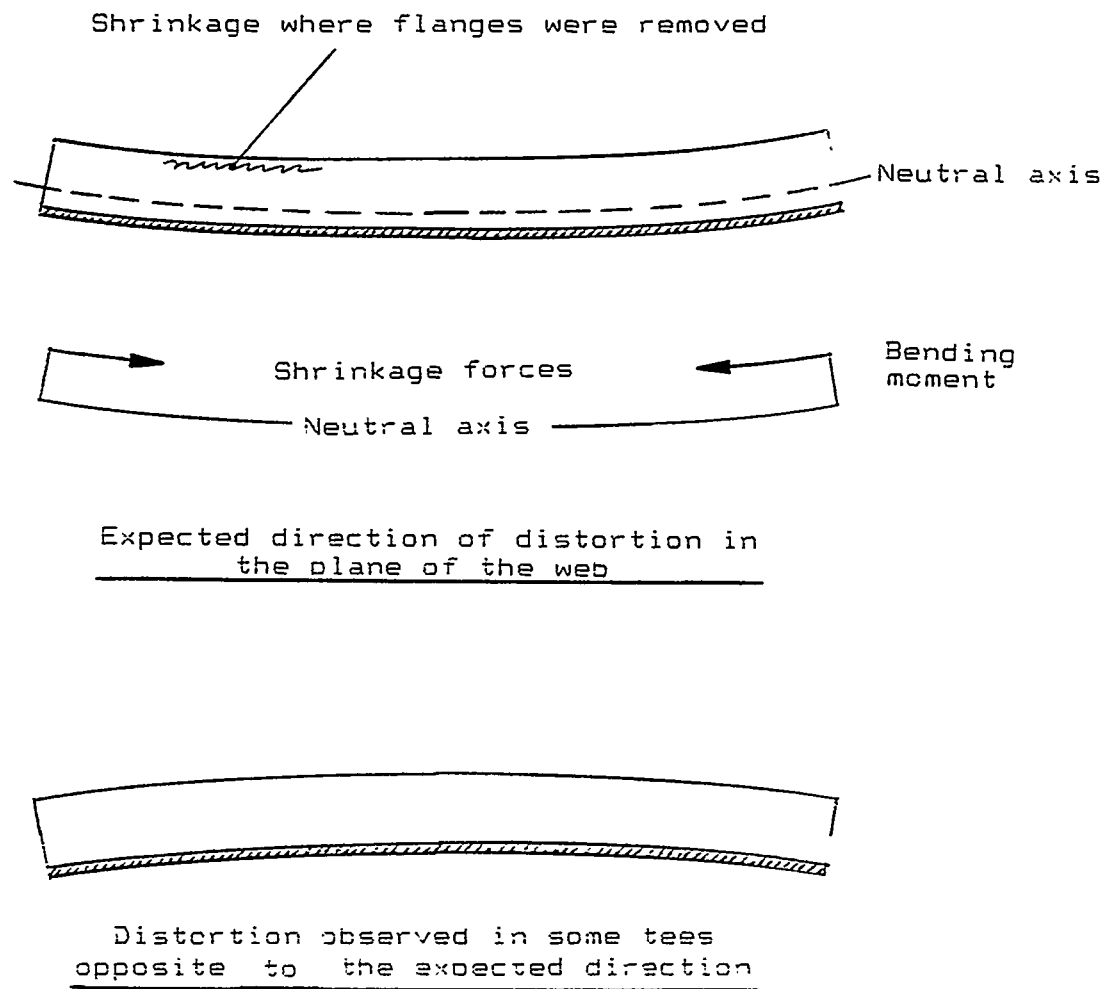 Shrinkage where flanges were removed
Neutral axis
Shrinkage forces
Bending
moment
Neutral axis
Expected direction of distortion in
the plane of the web
Distortion observed in some tees
opposite to the expected direction